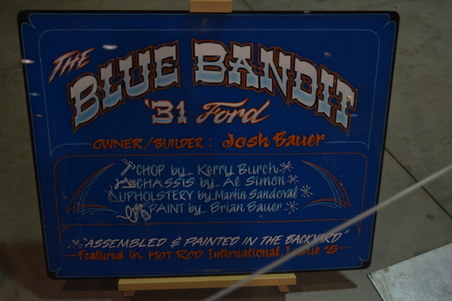 THE
BLUE BANDIT
'31 Ford
OWNER/BUILDER: Josh Bauer
CHOP by Kerry Burch
CHASSIS by Al Simon
UPHOLSTERY by Martin Sandoval
PAINT by Brian Bauer
"ASSEMBLED & PAINTED IN THE BACKYARD"
Featured in HOT ROD International Issue